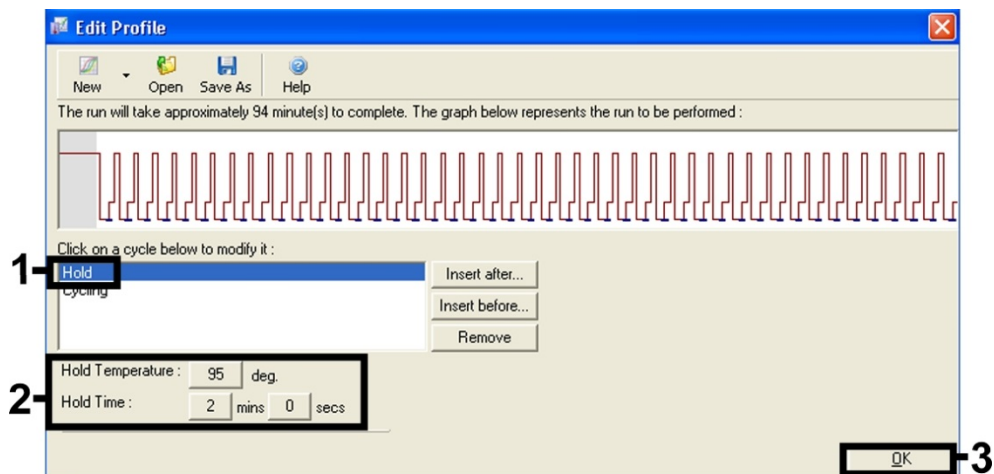 Edit Profile
New Open Save As Help
The run will take approximately 94 minute(s) to complete. The graph below represents the run to be performed :
Click on a cycle below to modify it :
1
Hold
Cycling
Insert after...
Insert before...
Remove
2
Hold Temperature : 95 deg.
Hold Time : 2 mins 0 secs
OK
3